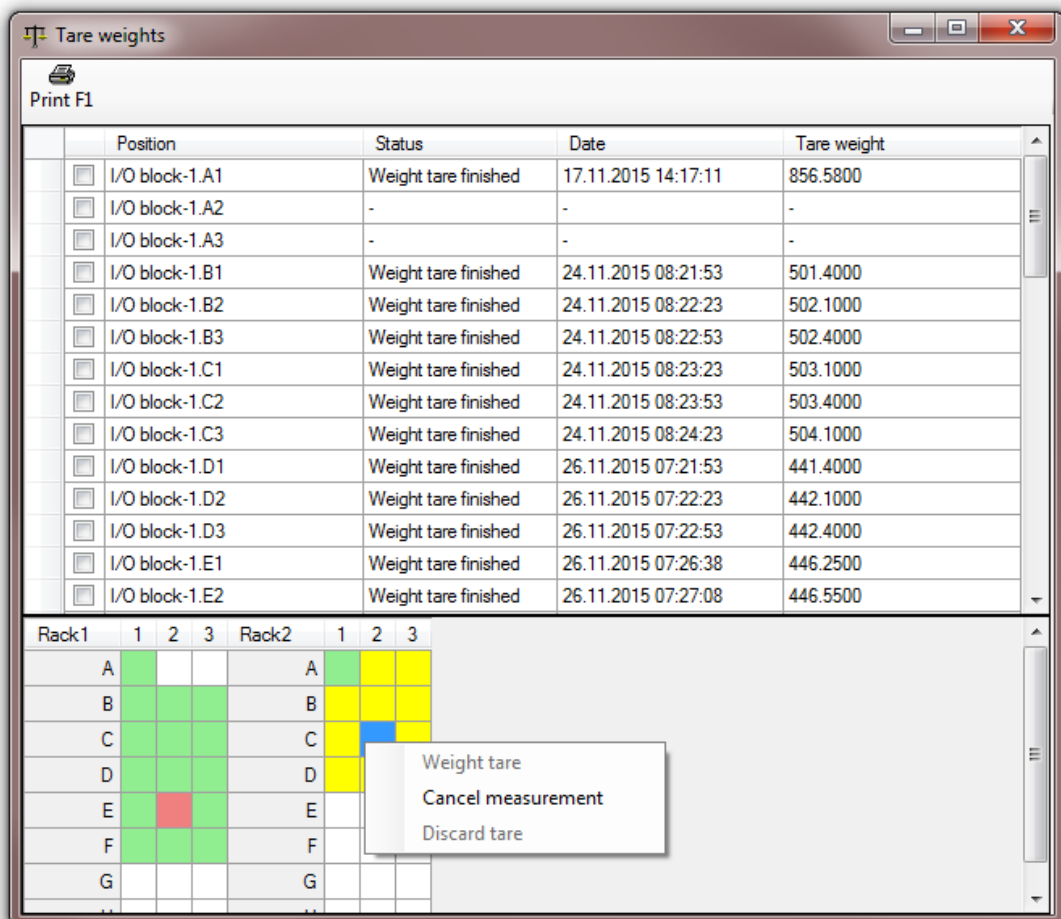 Tare weights
Print F1
Position Status Date Tare weight
I/O block-1.A1 Weight tare finished 17.11.2015 14:17:11 856.5800
I/O block-1.A2 - - -
I/O block-1.A3 - - -
I/O block-1.B1 Weight tare finished 24.11.2015 08:21:53 501.4000
I/O block-1.B2 Weight tare finished 24.11.2015 08:22:23 502.1000
I/O block-1.B3 Weight tare finished 24.11.2015 08:22:53 502.4000
I/O block-1.C1 Weight tare finished 24.11.2015 08:23:23 503.1000
I/O block-1.C2 Weight tare finished 24.11.2015 08:23:53 503.4000
I/O block-1.C3 Weight tare finished 24.11.2015 08:24:23 504.1000
I/O block-1.D1 Weight tare finished 26.11.2015 07:21:53 441.4000
I/O block-1.D2 Weight tare finished 26.11.2015 07:22:23 442.1000
I/O block-1.D3 Weight tare finished 26.11.2015 07:22:53 442.4000
I/O block-1.E1 Weight tare finished 26.11.2015 07:26:38 446.2500
I/O block-1.E2 Weight tare finished 26.11.2015 07:27:08 446.5500
Rack1 1 2 3 Rack2 1 2 3
A A
B B
C C
D D
E E
F F
G G
Weight tare
Cancel measurement
Discard tare